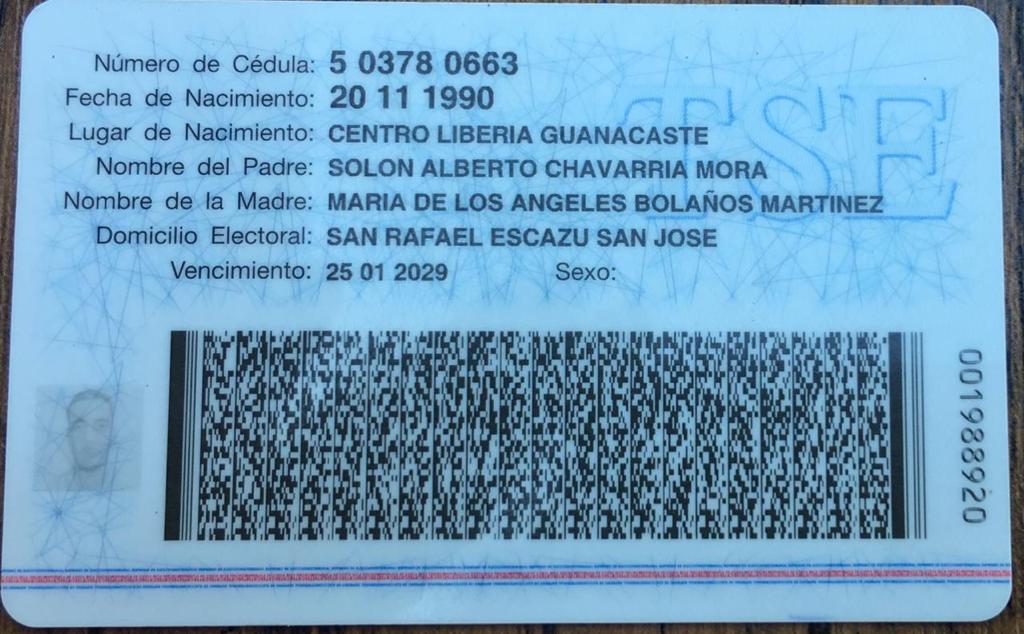 Número de Cédula: 5 0378 0663
Fecha de Nacimiento: 20 11 1990
Lugar de Nacimiento: CENTRO LIBERIA GUANACASTE
Nombre del Padre: SOLON ALBERTO CHAVARRIA MORA
Nombre de la Madre: MARIA DE LOS ANGELES BOLAÑOS MARTINEZ
Domicilio Electoral: SAN RAFAEL ESCAZU SAN JOSE
Vencimiento: 25 01 2029 Sexo:
TSE
001988920